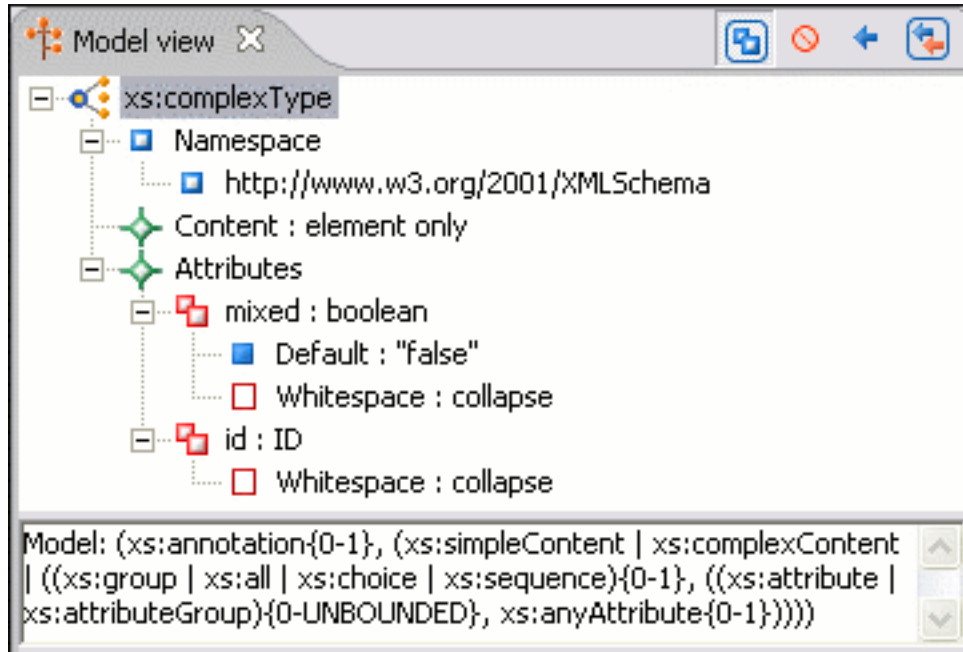 Model view
xs:complexType
Namespace
http://www.w3.org/2001/XMLSchema
Content : element only
Attributes
mixed : boolean
Default : "false"
Whitespace : collapse
id : ID
Whitespace : collapse
Model: (xs:annotation{0-1}, (xs:simpleContent | xs:complexContent
| ((xs:group | xs:all | xs:choice | xs:sequence){0-1}, ((xs:attribute |
xs:attributeGroup){0-UNBOUNDED}, xs:anyAttribute{0-1}))))